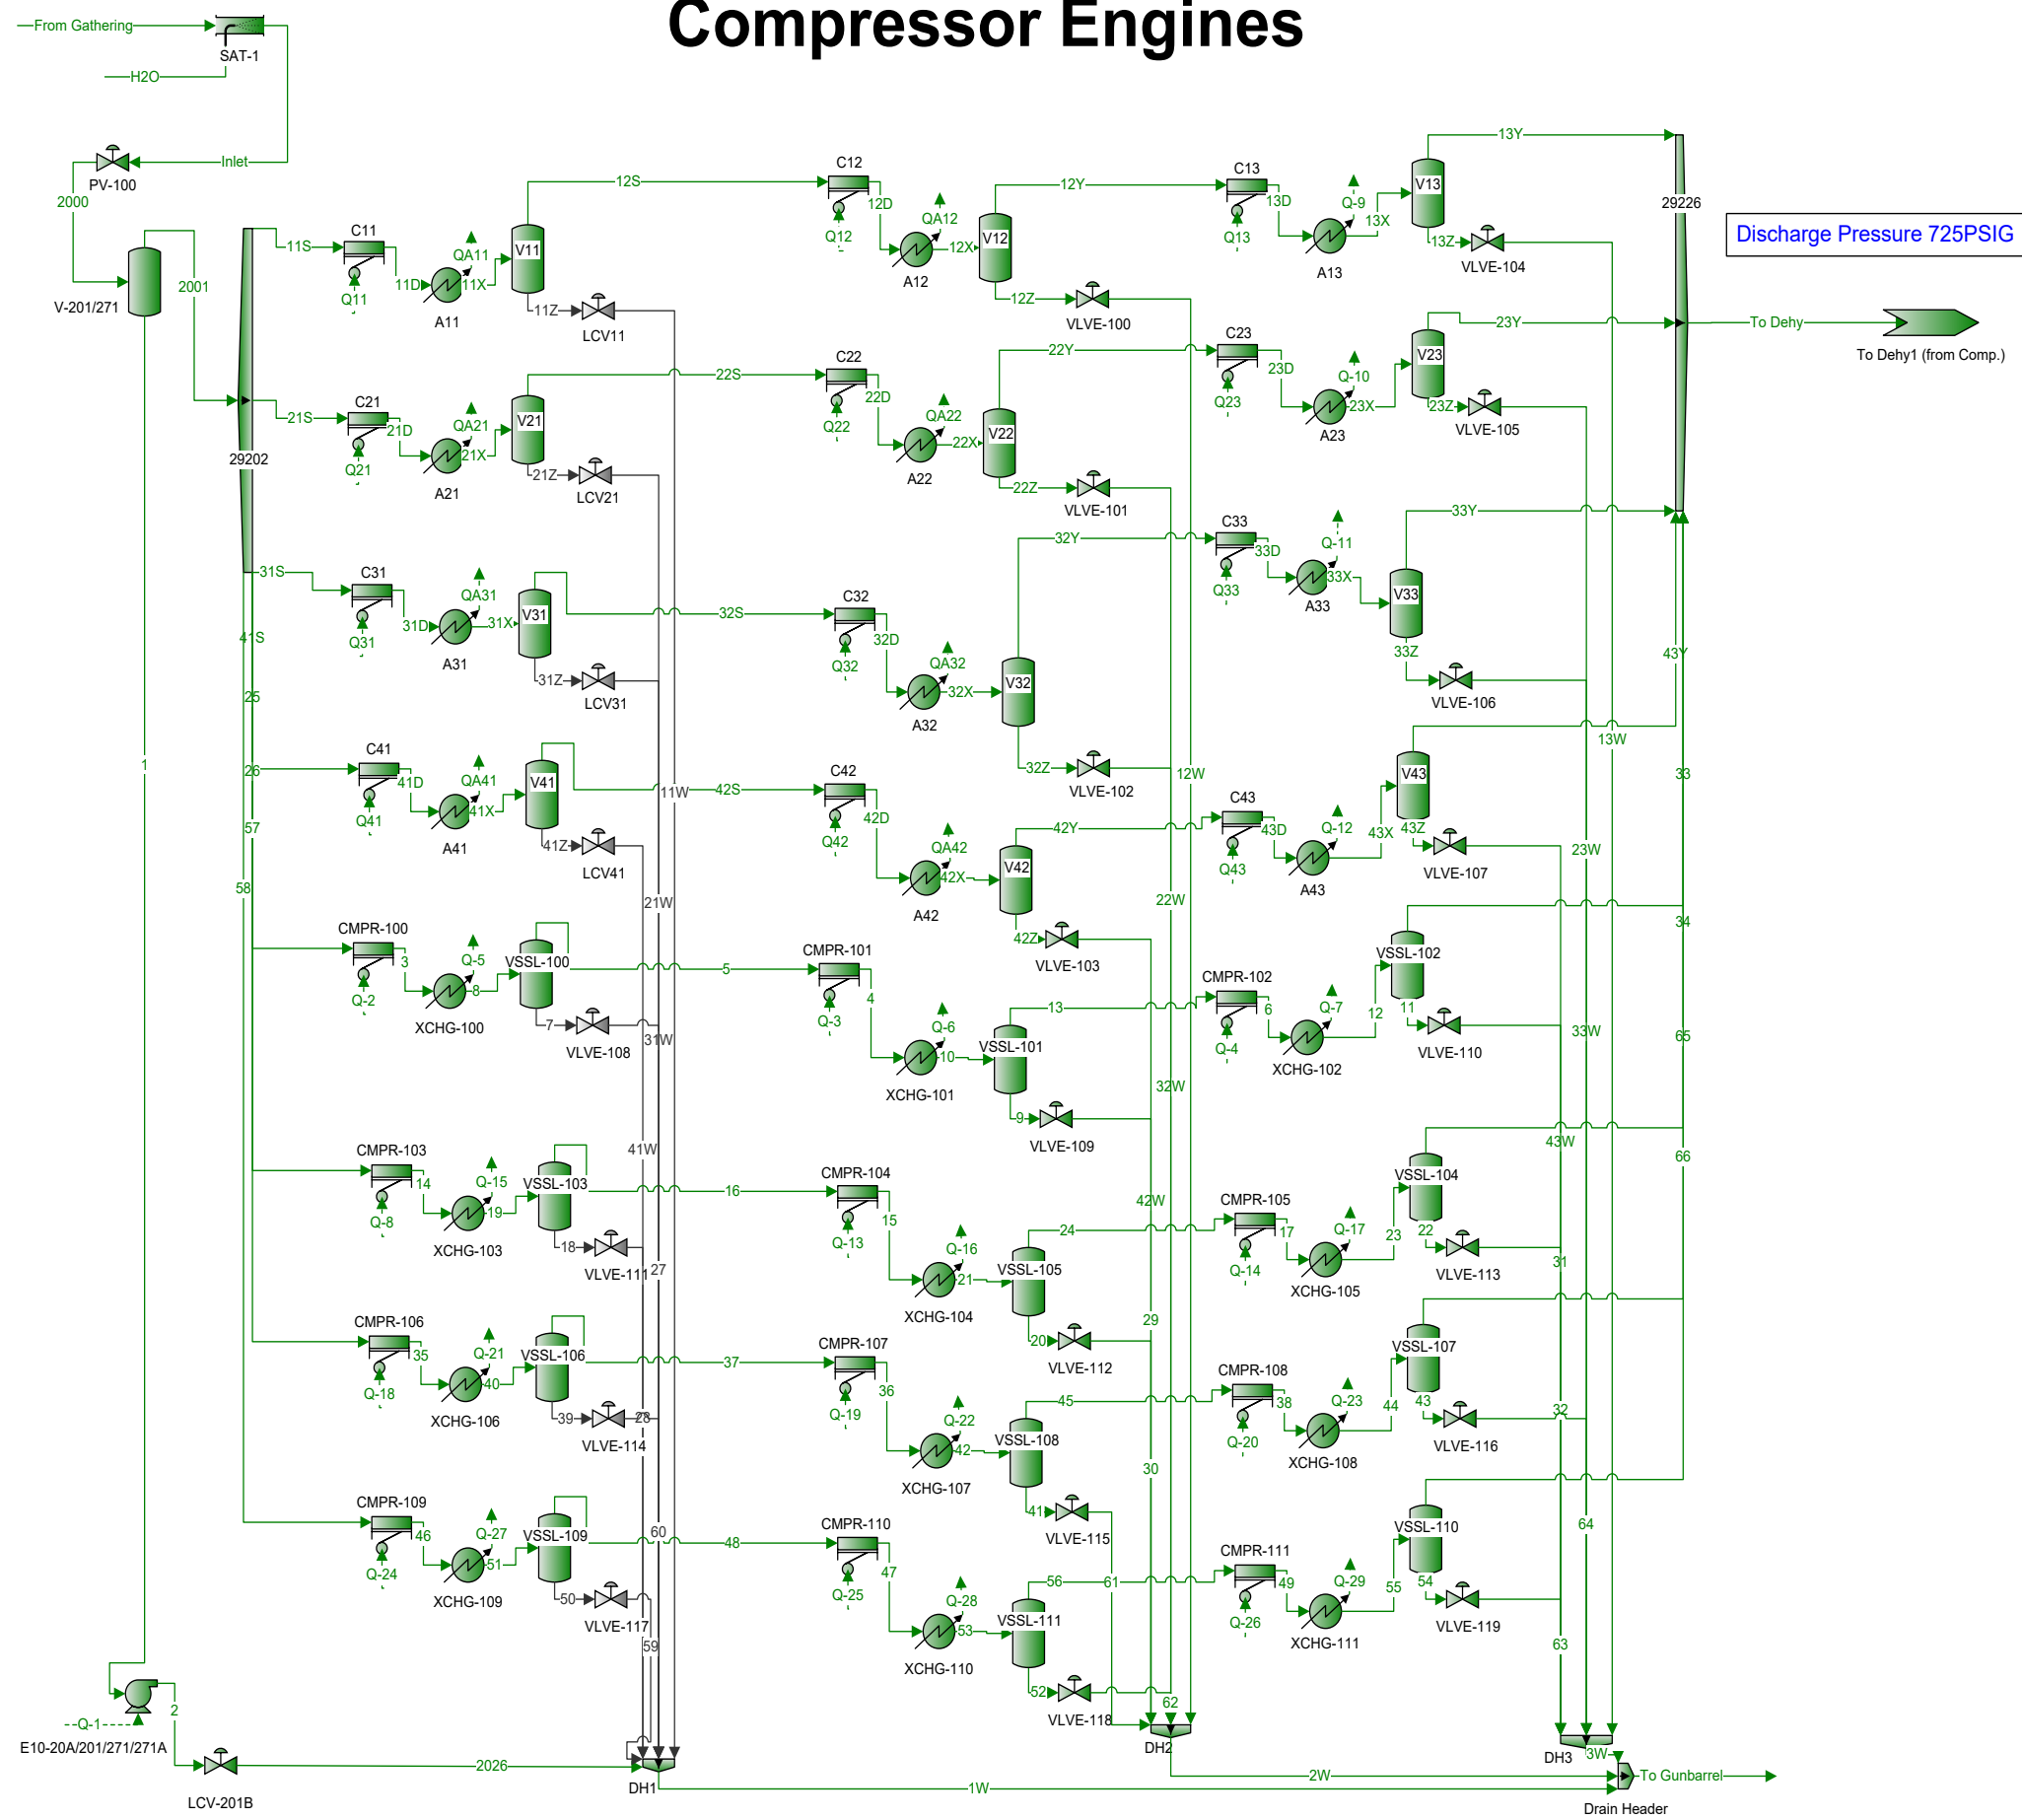 Compressor Engines
From Gathering
SAT-1
H2O
Inlet
PV-100
2000
V-201/271
2001
29202
1
Discharge Pressure 725PSIG
29226
To Dehy
To Dehy1 (from Comp.)
11S
C11
Q11
11D
QA11
11X
A11
V11
11Z
LCV11
12S
C12
Q12
12D
QA12
12X
A12
V12
12Z
VLVE-100
12Y
C13
Q13
13D
Q-9
13X
A13
V13
13Z
VLVE-104
13Y
21S
C21
Q21
21D
QA21
21X
A21
V21
21Z
LCV21
22S
C22
Q22
22D
QA22
22X
A22
V22
22Z
VLVE-101
22Y
C23
Q23
23D
Q-10
23X
A23
V23
23Z
VLVE-105
23Y
31S
C31
Q31
31D
QA31
31X
A31
V31
31Z
LCV31
32S
C32
Q32
32D
QA32
32X
A32
V32
32Z
VLVE-102
32Y
C33
Q33
33D
Q-11
33X
A33
V33
33Z
VLVE-106
33Y
41S
25
26
57
58
C41
Q41
41D
QA41
41X
A41
V41
41Z
LCV41
42S
C42
Q42
42D
QA42
42X
A42
V42
42Z
VLVE-103
42Y
C43
Q43
43D
Q-12
43X
A43
V43
43Z
VLVE-107
43Y
CMPR-100
Q-2
3
Q-5
8
XCHG-100
VSSL-100
7
VLVE-108
5
CMPR-101
Q-3
4
Q-6
10
XCHG-101
VSSL-101
9
VLVE-109
13
CMPR-102
Q-4
6
Q-7
12
XCHG-102
VSSL-102
11
VLVE-110
33
34
65
66
CMPR-103
Q-8
14
Q-15
19
XCHG-103
VSSL-103
18
VLVE-111
16
CMPR-104
Q-13
15
Q-16
21
XCHG-104
VSSL-105
20
VLVE-112
24
CMPR-105
Q-14
17
Q-17
23
XCHG-105
VSSL-104
22
VLVE-113
CMPR-106
Q-18
35
Q-21
40
XCHG-106
VSSL-106
39
VLVE-114
37
CMPR-107
Q-19
36
Q-22
42
XCHG-107
VSSL-108
41
VLVE-115
45
CMPR-108
Q-20
38
Q-23
44
XCHG-108
VSSL-107
43
VLVE-116
CMPR-109
Q-24
46
Q-27
51
XCHG-109
VSSL-109
50
VLVE-117
48
CMPR-110
Q-25
47
Q-28
53
XCHG-110
VSSL-111
52
VLVE-118
56
CMPR-111
Q-26
49
Q-29
55
XCHG-111
VSSL-110
54
VLVE-119
11W
21W
31W
41W
27
28
60
59
12W
22W
32W
42W
29
30
61
62
13W
23W
33W
43W
31
32
64
63
Q-1
2
E10-20A/201/271/271A
LCV-201B
2026
DH1
DH2
DH3
1W
2W
3W
To Gunbarrel
Drain Header